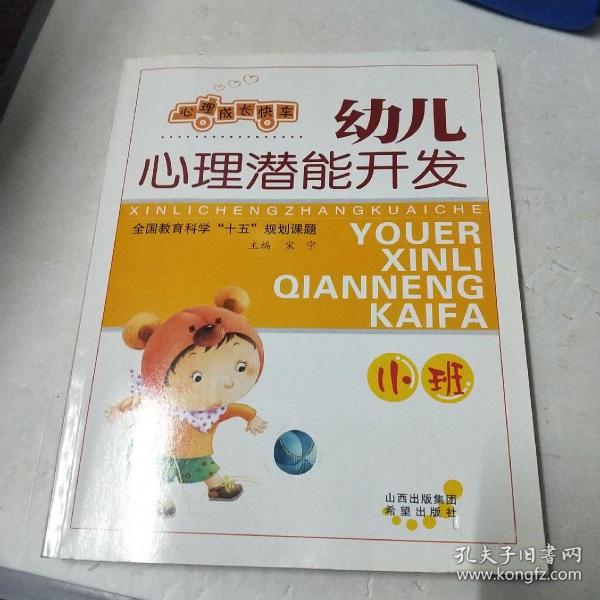 心理成长快车
幼儿
心理潜能开发
XINLICHENGZHANGKUAICHE
全国教育科学“十五”规划课题
主编 宋宁
YOUER
XINLI
QIANNENG
KAIFA
小班
山西出版集团
希望出版社
孔夫子旧书网
www.kongfz.com